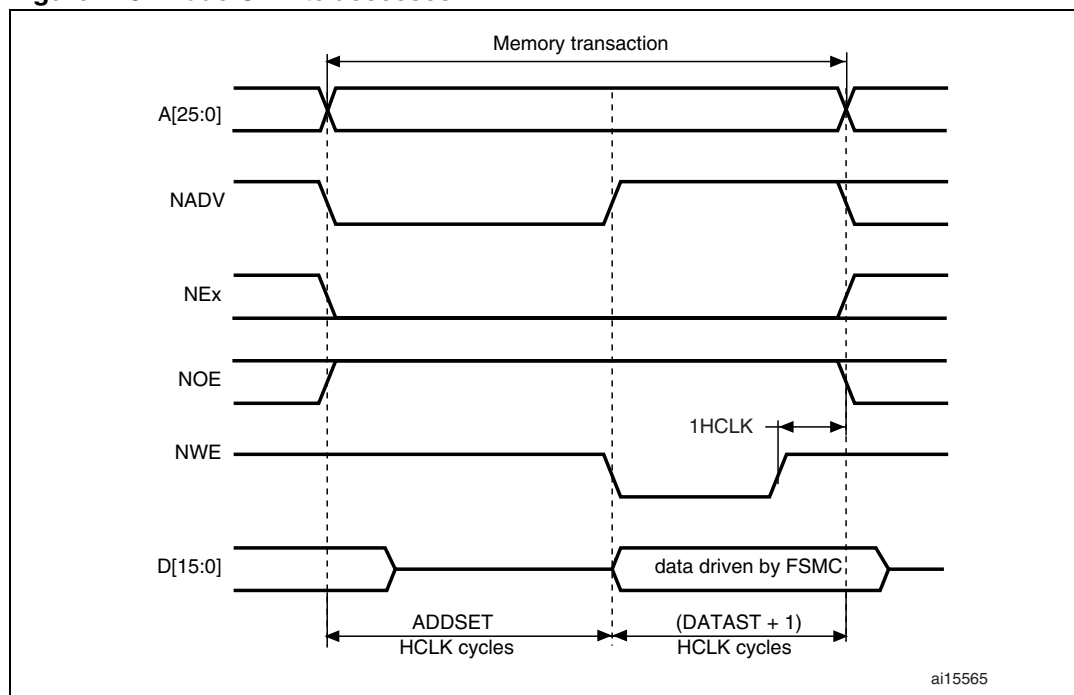 Memory transaction
A[25:0]
NADV
NEx
NOE
1HCLK
NWE
D[15:0]
data driven by FSMC
ADDSET
HCLK cycles
(DATAST + 1)
HCLK cycles
ai15565